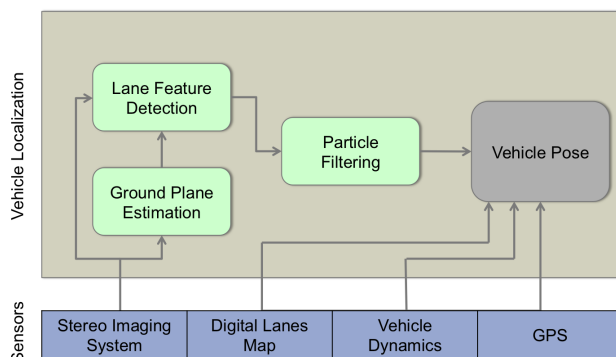 Vehicle Localization
Lane Feature
Detection
Particle
Filtering
Vehicle Pose
Ground Plane
Estimation
Sensors
Stereo Imaging
System
Digital Lanes
Map
Vehicle
Dynamics
GPS